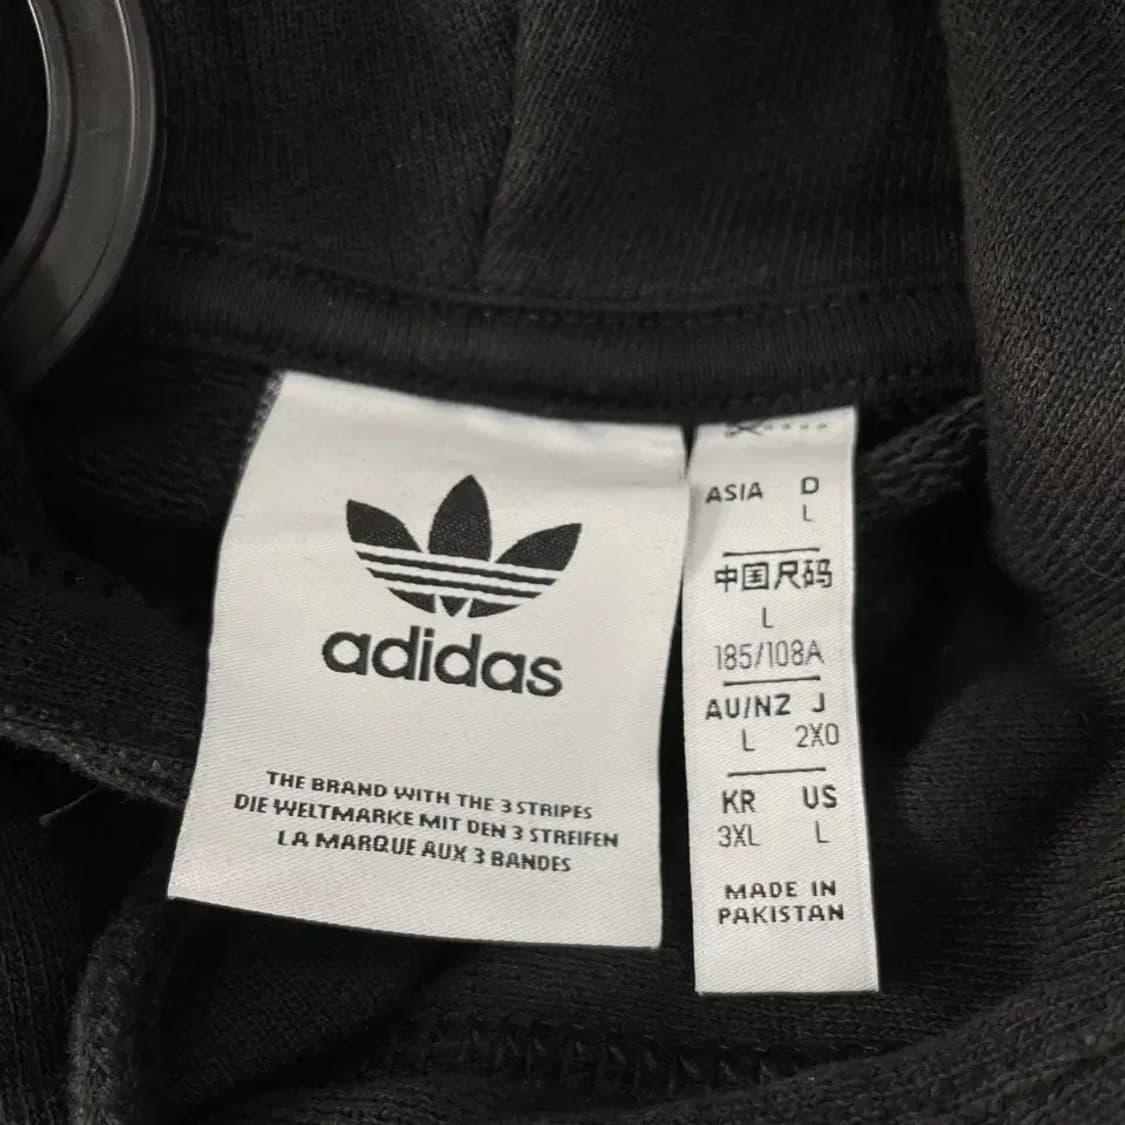 adidas
THE BRAND WITH THE 3 STRIPES
DIE WELTMARKE MIT DEN 3 STREIFEN
LA MARQUE AUX 3 BANDES
ASIA D
L
中国尺码
L
185/108A
AU/NZ J
L 2XO
KR US
3XL L
MADE IN
PAKISTAN